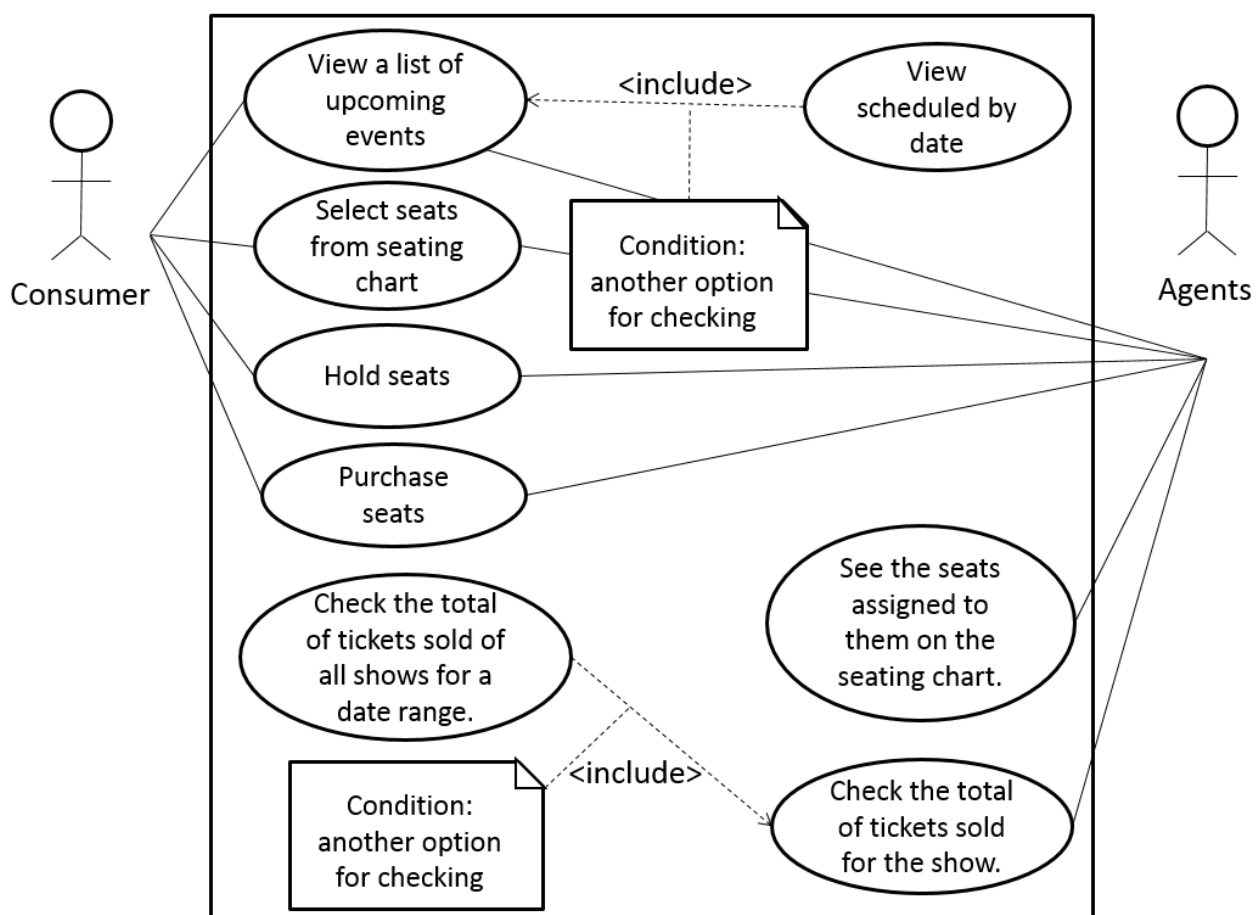 View a list of
upcoming
events
<include>
View
scheduled by
date
Consumer
Select seats
from seating
chart
Condition:
another option
for checking
Agents
Hold seats
Purchase
seats
Check the total
of tickets sold of
all shows for a
date range.
See the seats
assigned to
them on the
seating chart.
Condition:
another option
for checking
<include>
Check the total
of tickets sold
for the show.